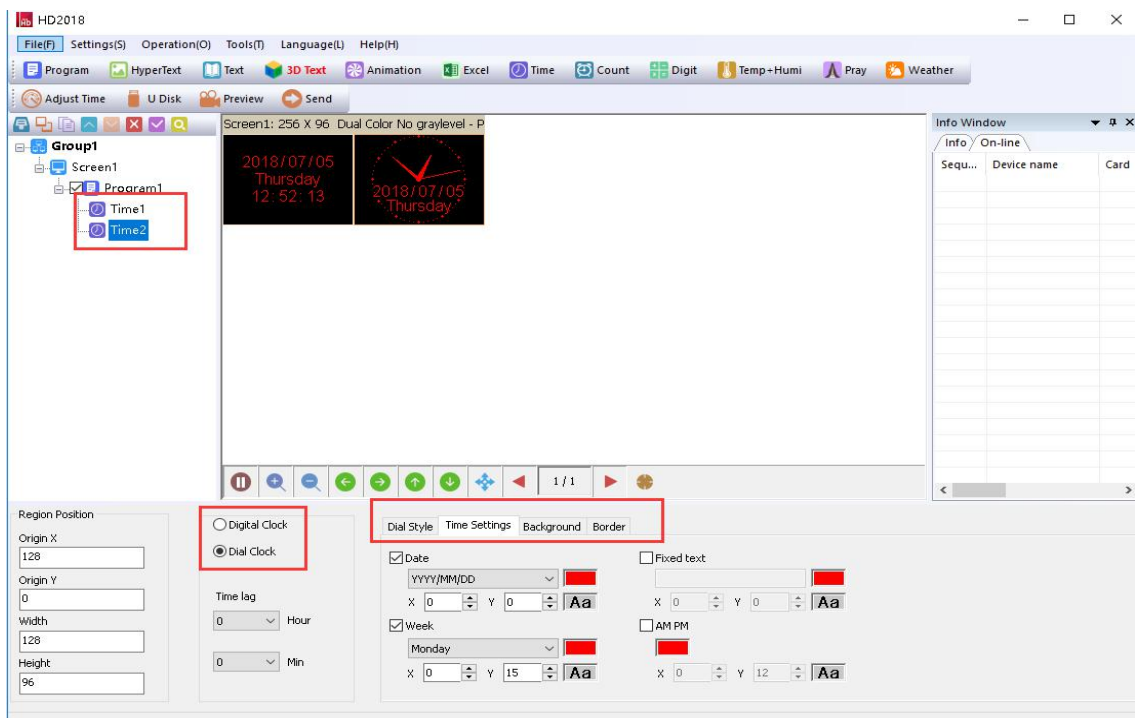 HD2018
File(F) Settings(S) Operation(O) Tools(T) Language(L) Help(H)
Program HyperText Text 3D Text Animation Excel Time Count Digit Temp+Humi Pray Weather
Adjust Time U Disk Preview Send
Screen1: 256 X 96 Dual Color No graylevel - P
Group1
Screen1
Program1
Time1
Time2
2018/07/05
Thursday
12:52:13
2018/07/05
Thursday
Info Window
Info On-line
Sequ... Device name Card
1/1
Region Position
Origin X
128
Origin Y
0
Width
128
Height
96
Digital Clock
Dial Clock
Time lag
0 Hour
0 Min
Dial Style Time Settings Background Border
Date
YYYY/MM/DD
X 0 Y 0 Aa
Week
Monday
X 0 Y 15 Aa
Fixed text
X 0 Y 0 Aa
AM PM
X 0 Y 12 Aa